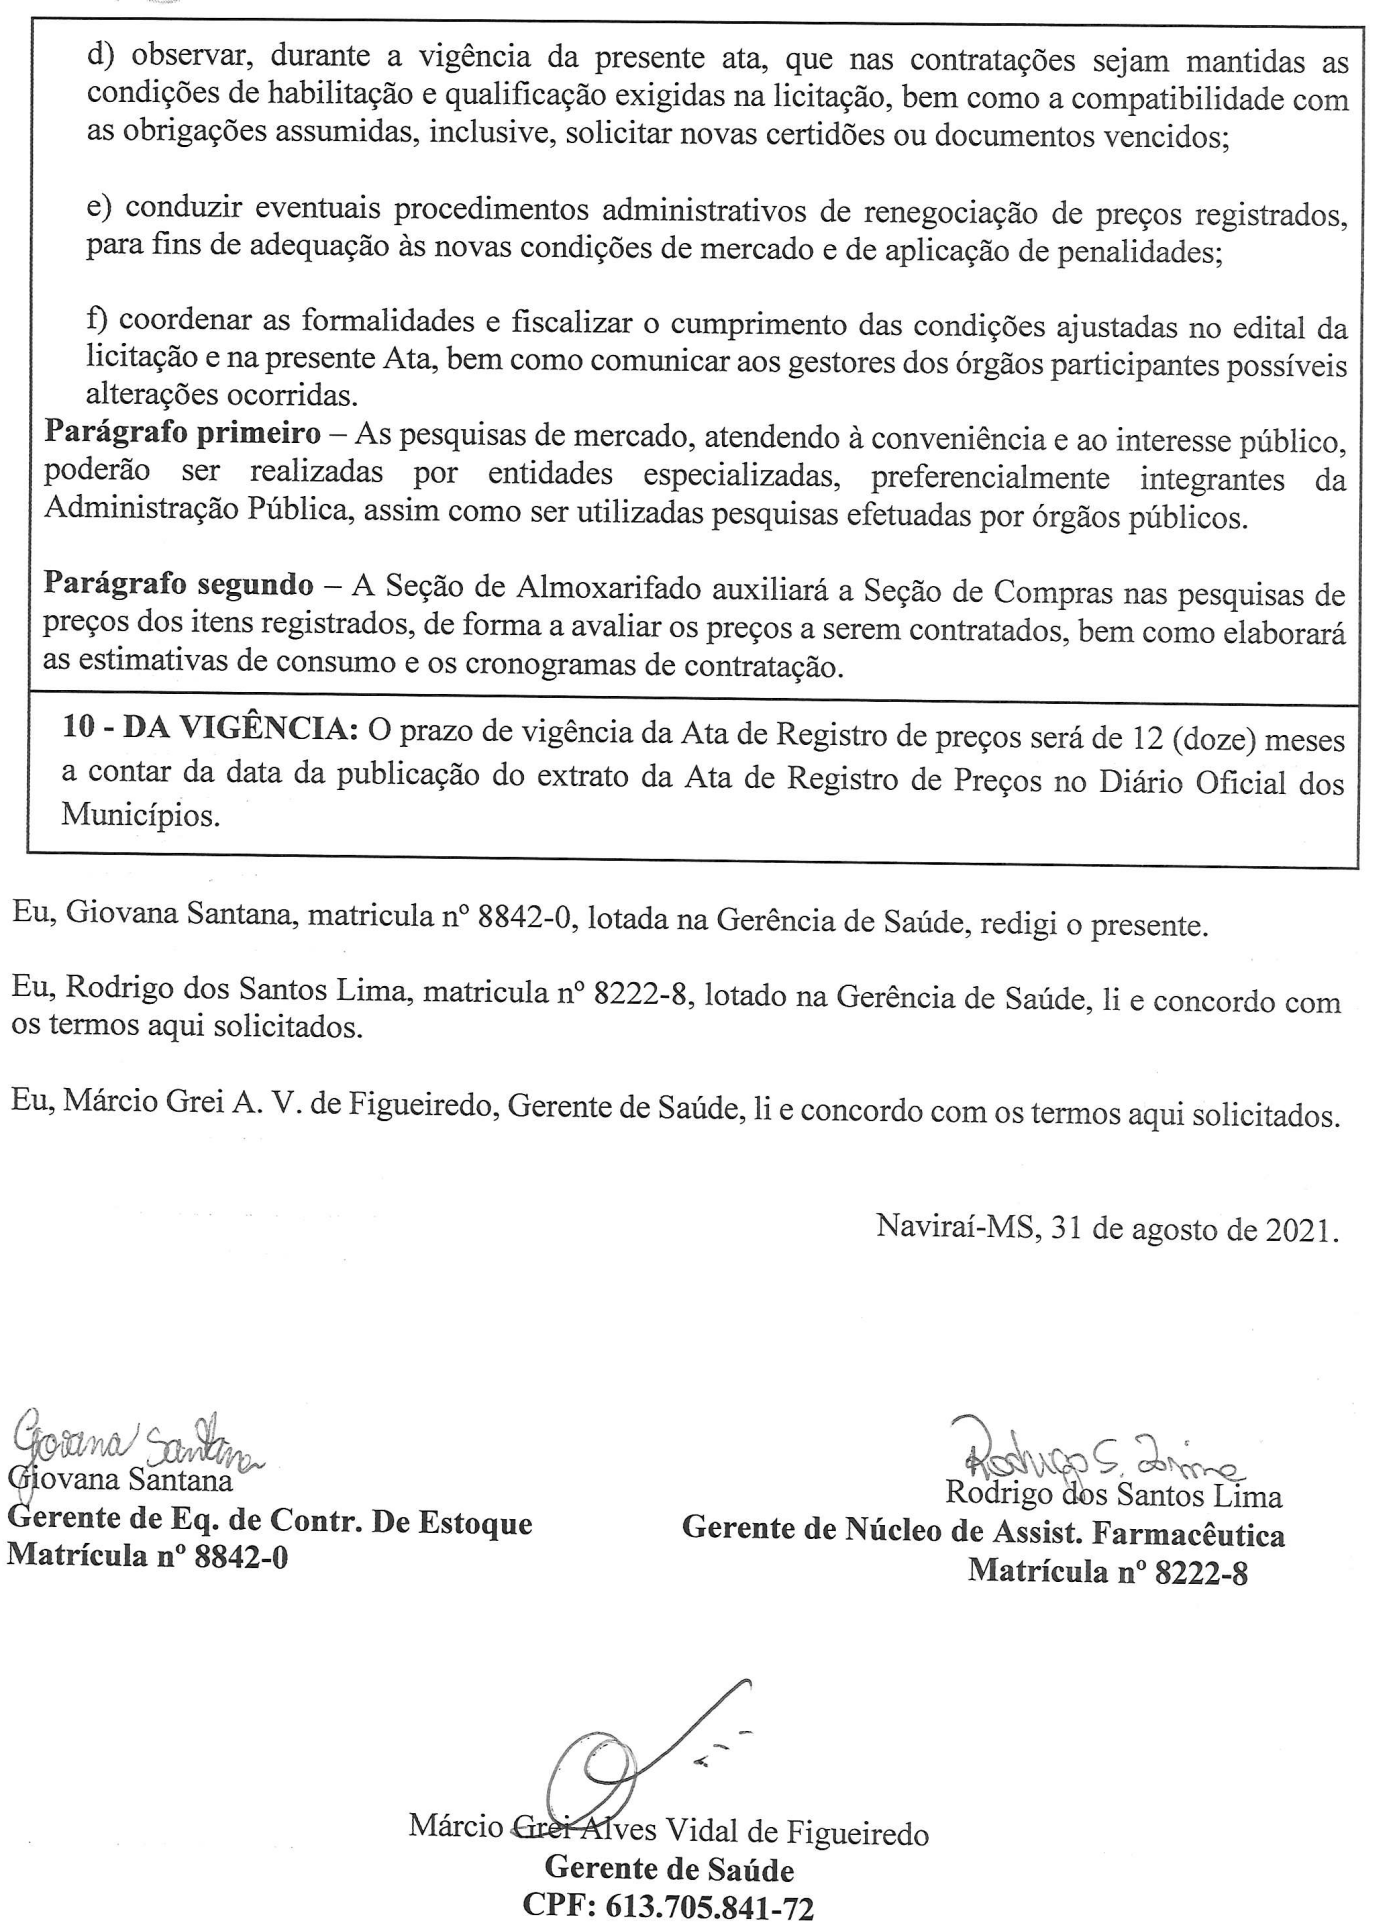 d) observar, durante a vigência da presente ata, que nas contratações sejam mantidas as
condições de habilitação e qualificação exigidas na licitação, bem como a compatibilidade com
as obrigações assumidas, inclusive, solicitar novas certidões ou documentos vencidos;
e) conduzir eventuais procedimentos administrativos de renegociação de preços registrados,
para fins de adequação às novas condições de mercado e de aplicação de penalidades;
f) coordenar as formalidades e fiscalizar o cumprimento das condições ajustadas no edital da
licitação e na presente Ata, bem como comunicar aos gestores dos órgãos participantes possíveis
alterações ocorridas.
Parágrafo primeiro – As pesquisas de mercado, atendendo à conveniência e ao interesse público,
poderão ser realizadas por entidades especializadas, preferencialmente integrantes da
Administração Pública, assim como ser utilizadas pesquisas efetuadas por órgãos públicos.
Parágrafo segundo – A Seção de Almoxarifado auxiliará a Seção de Compras nas pesquisas de
preços dos itens registrados, de forma a avaliar os preços a serem contratados, bem como elaborará
as estimativas de consumo e os cronogramas de contratação.
10 - DA VIGÊNCIA: O prazo de vigência da Ata de Registro de preços será de 12 (doze) meses
a contar da data da publicação do extrato da Ata de Registro de Preços no Diário Oficial dos
Municípios.
Eu, Giovana Santana, matricula nº 8842-0, lotada na Gerência de Saúde, redigi o presente.
Eu, Rodrigo dos Santos Lima, matricula nº 8222-8, lotado na Gerência de Saúde, li e concordo com
os termos aqui solicitados.
Eu, Márcio Grei A. V. de Figueiredo, Gerente de Saúde, li e concordo com os termos aqui solicitados.
Naviraí-MS, 31 de agosto de 2021.
Giovana Santana
Giovana Santana
Gerente de Eq. de Contr. De Estoque
Matrícula nº 8842-0
Rodrigo S. Lima
Rodrigo dos Santos Lima
Gerente de Núcleo de Assist. Farmacêutica
Matrícula nº 8222-8
Márcio Grei Alves Vidal de Figueiredo
Gerente de Saúde
CPF: 613.705.841-72